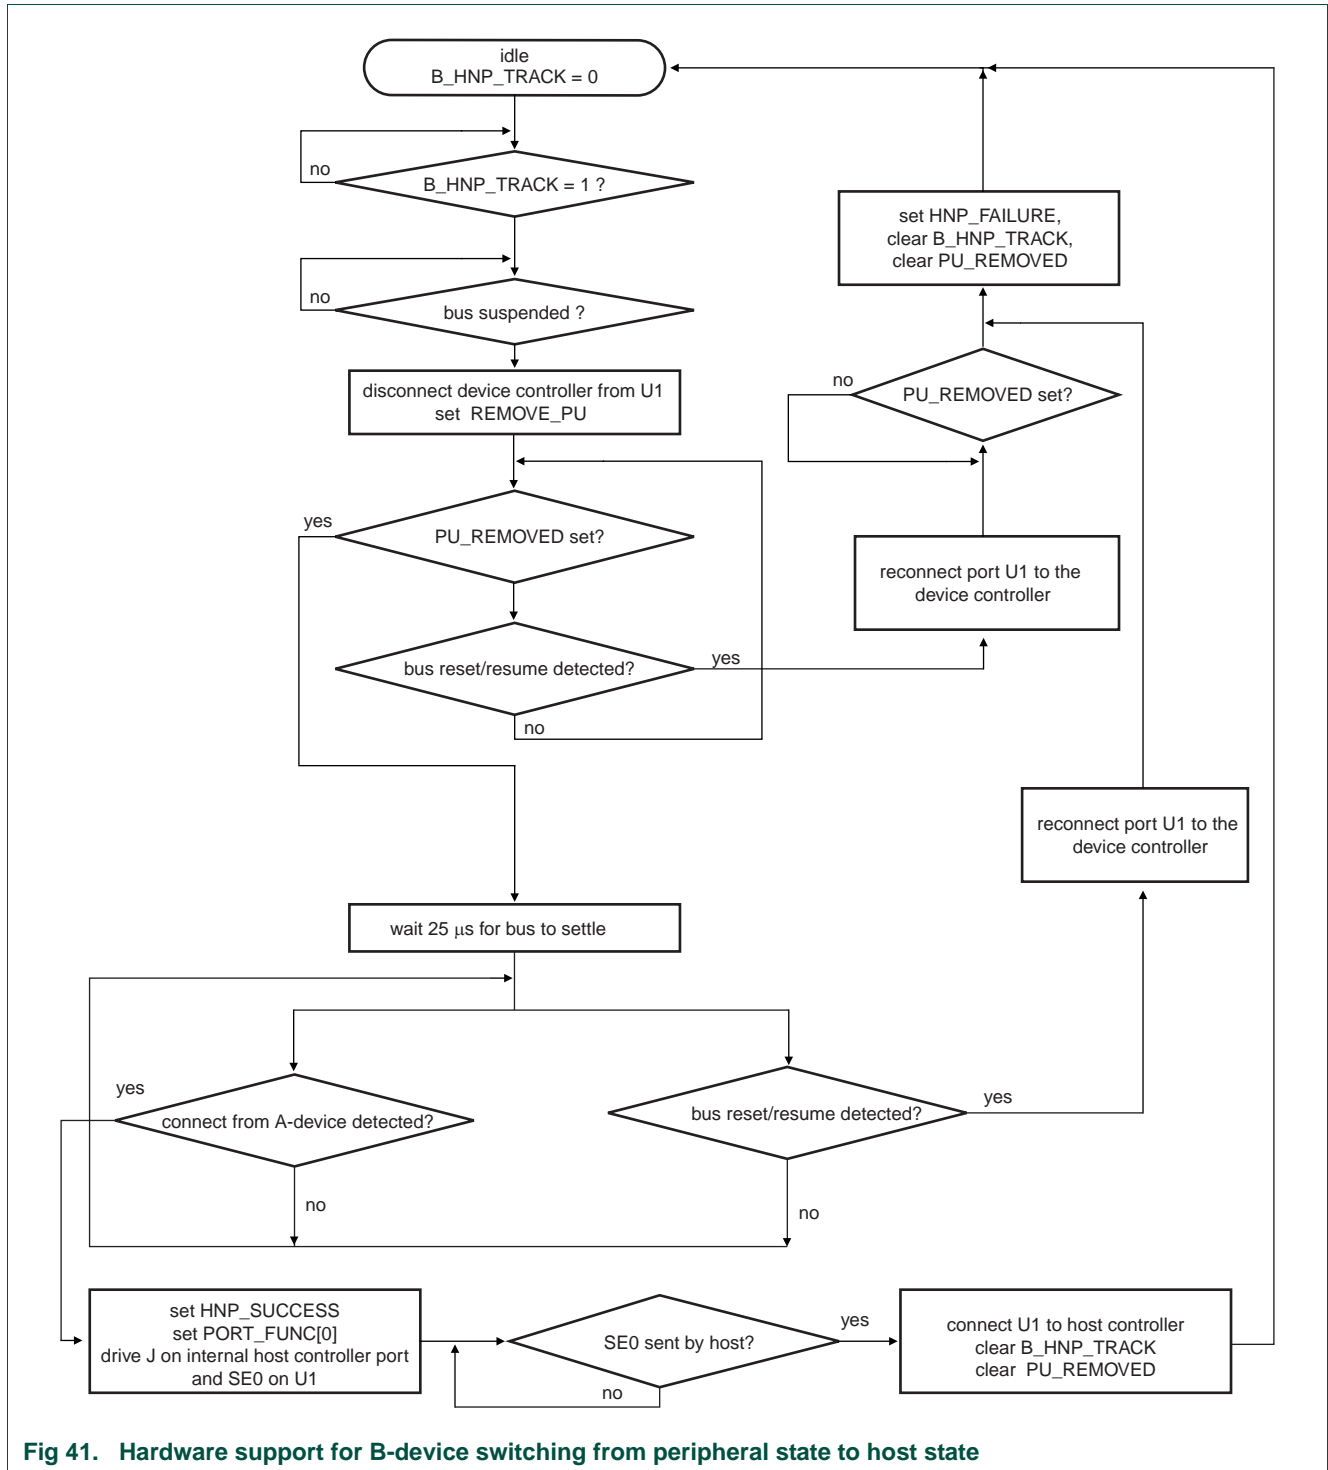 idle
B_HNP_TRACK = 0
no
B_HNP_TRACK = 1 ?
set HNP_FAILURE,
clear B_HNP_TRACK,
clear PU_REMOVED
no
bus suspended ?
disconnect device controller from U1
set REMOVE_PU
no
PU_REMOVED set?
yes
PU_REMOVED set?
reconnect port U1 to the
device controller
bus reset/resume detected?
yes
no
reconnect port U1 to the
device controller
wait 25 μs for bus to settle
yes
connect from A-device detected?
no
bus reset/resume detected?
yes
no
set HNP_SUCCESS
set PORT_FUNC[0]
drive J on internal host controller port
and SE0 on U1
SE0 sent by host?
yes
no
connect U1 to host controller
clear B_HNP_TRACK
clear PU_REMOVED
Fig 41. Hardware support for B-device switching from peripheral state to host state